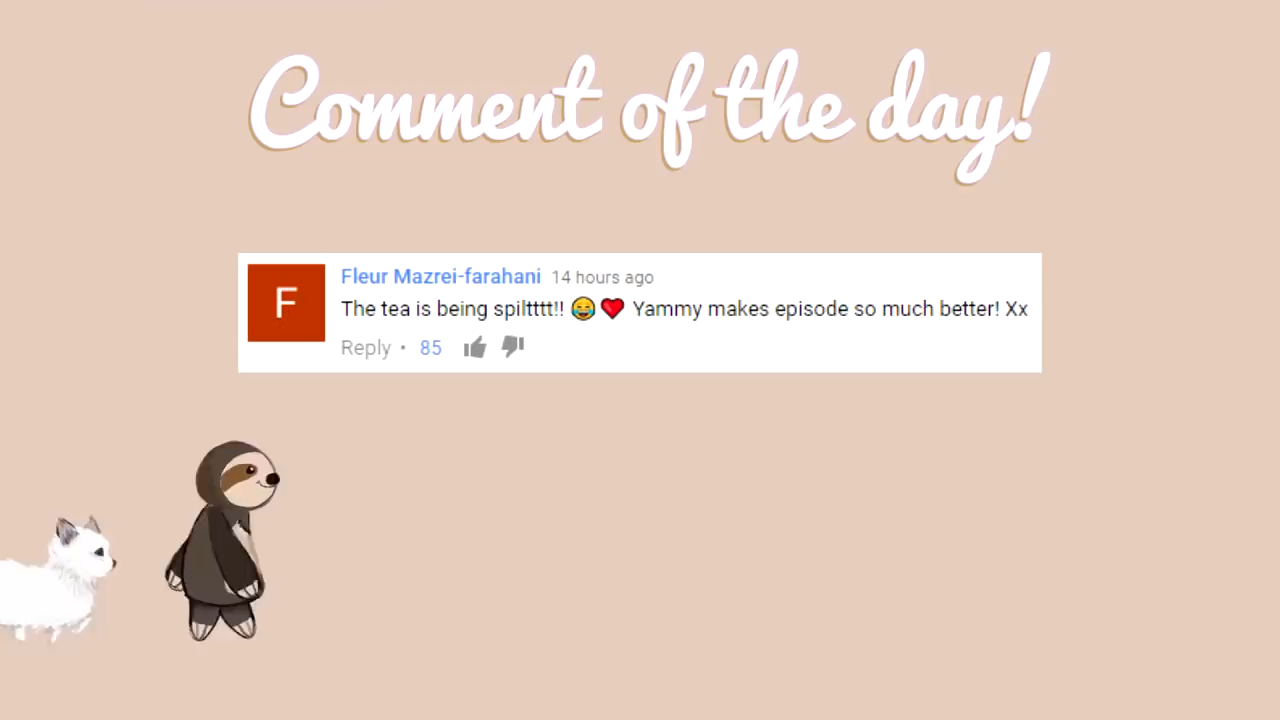 Comment of the day!
F
Fleur Mazrei-farahani 14 hours ago
The tea is being spiltttt!! 😂❤️ Yammy makes episode so much better! Xx
Reply • 85